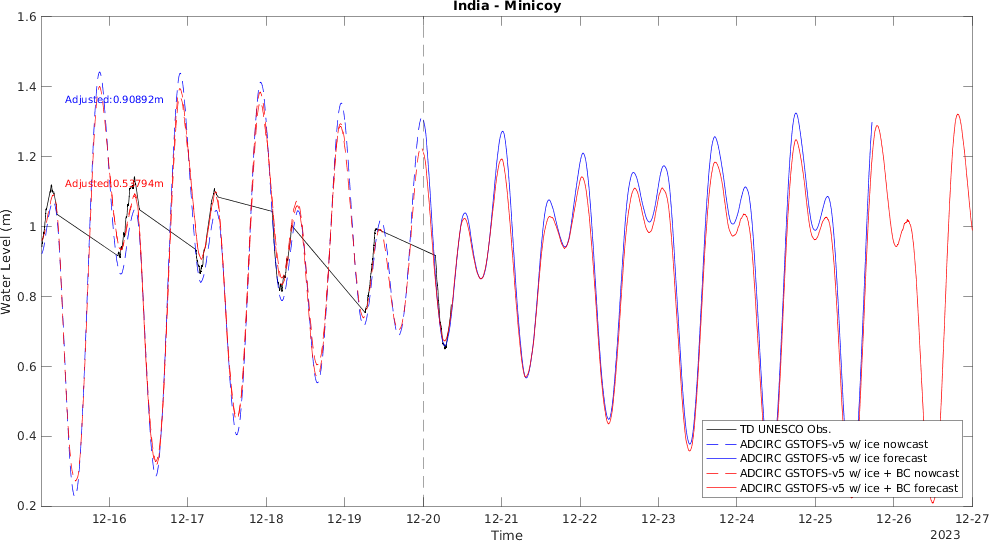 India - Minicoy
Water Level (m)
1.6
1.4
1.2
1
0.8
0.6
0.4
0.2
Adjusted:0.90892m
Adjusted:0.53794m
TD UNESCO Obs.
ADCIRC GSTOFS-v5 w/ ice nowcast
ADCIRC GSTOFS-v5 w/ ice forecast
ADCIRC GSTOFS-v5 w/ ice + BC nowcast
ADCIRC GSTOFS-v5 w/ ice + BC forecast
12-16 12-17 12-18 12-19 12-20 12-21 12-22 12-23 12-24 12-25 12-26 12-27
Time
2023